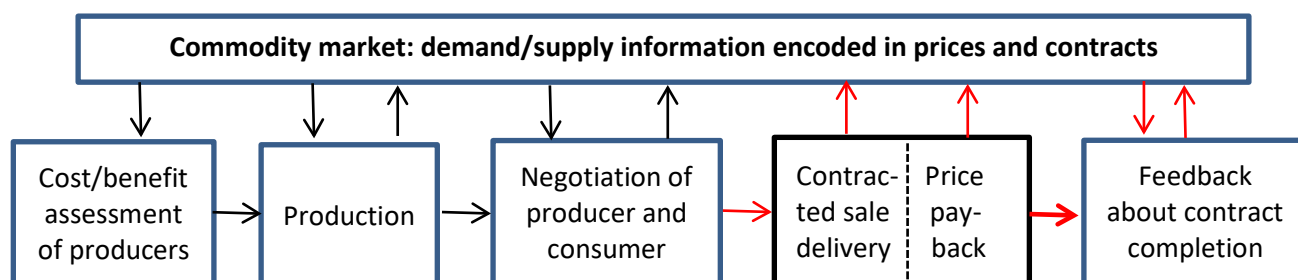 Commodity market: demand/supply information encoded in prices and contracts
Cost/benefit
assessment
of producers
Production
Negotiation of
producer and
consumer
Contrac-
ted sale
delivery
Price
pay-
back
Feedback
about contract
completion